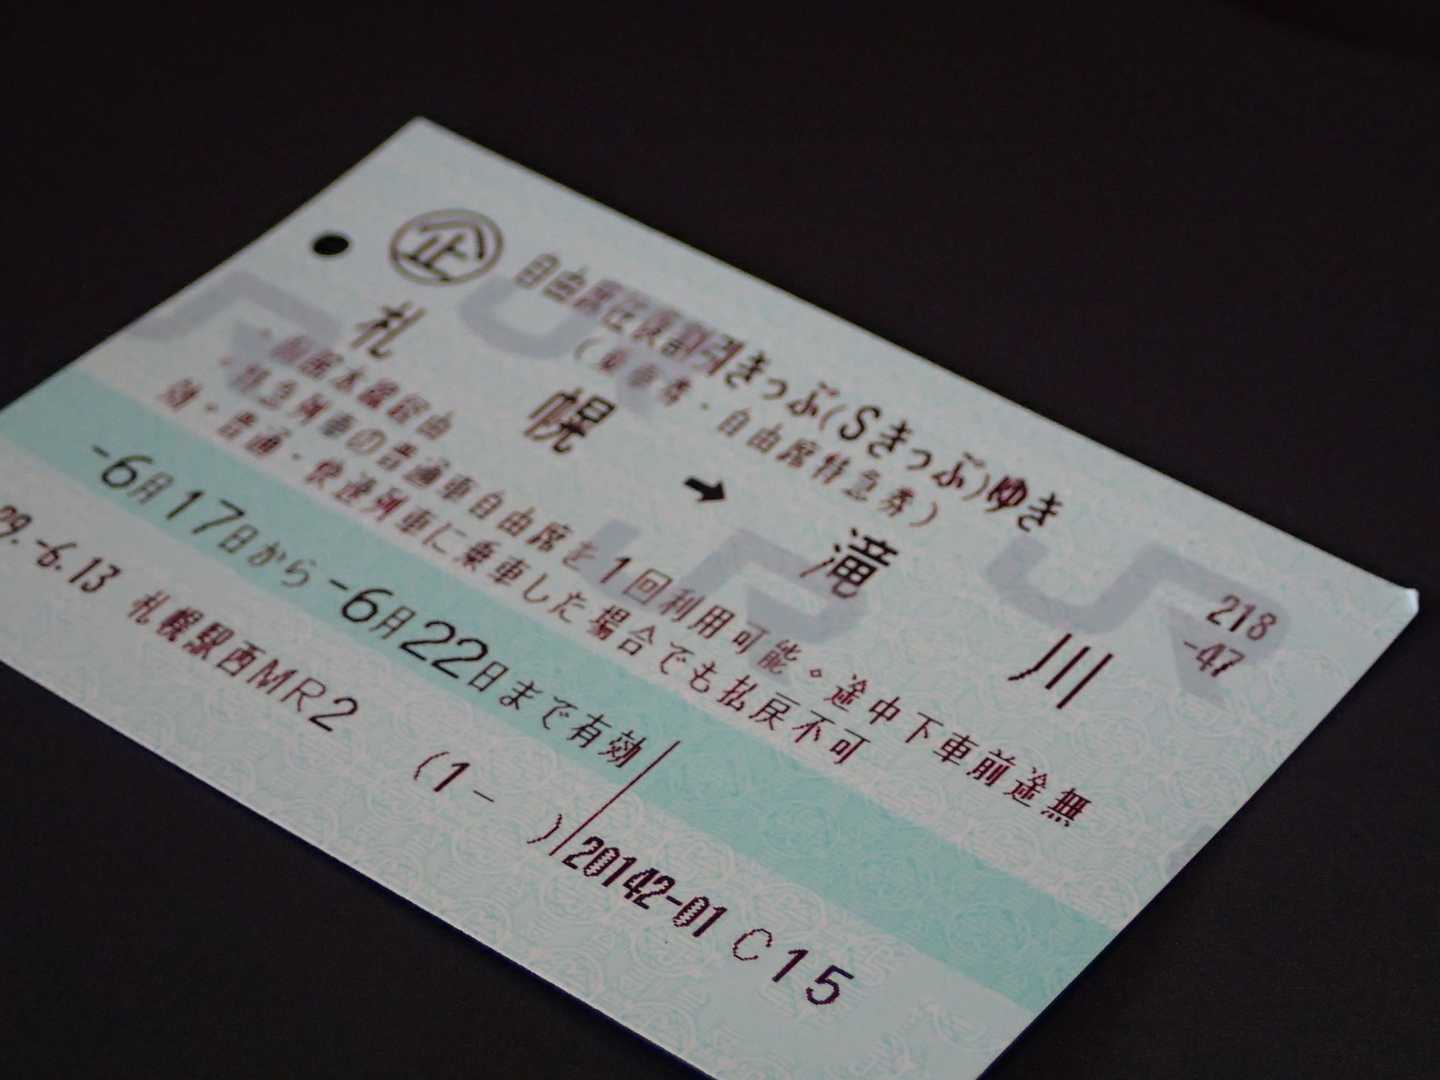 企 自由席往復割引きっぷ(Sきっぷ)ゆき
(乗車券・自由席特急券)
札幌 → 滝川
218
-47
・函館本線経由
・特急列車の普通車自由席を1回利用可能。途中下車前途無
効・普通・快速列車に乗車した場合でも払戻不可
-6月17日から-6月22日まで有効
29.-6.13 札幌駅西MR2 (1- ) 20142-01 C15